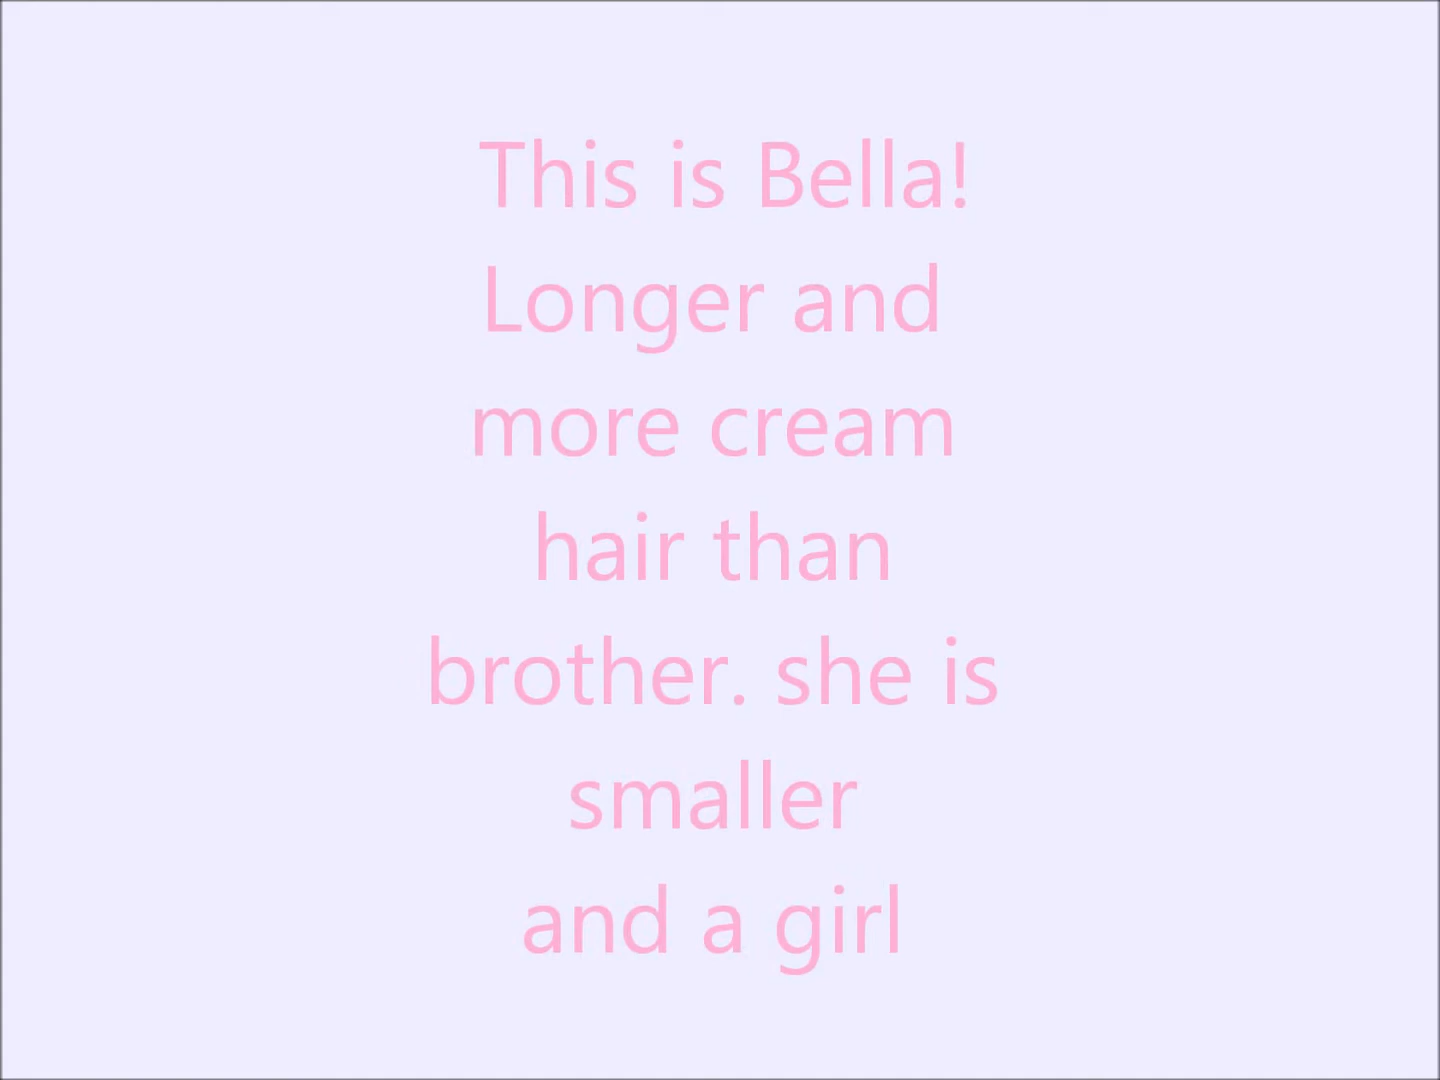 This is Bella!
Longer and
more cream
hair than
brother. she is
smaller
and a girl